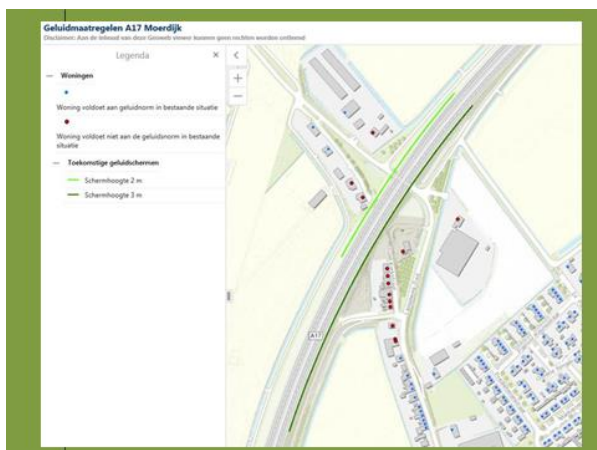 Geluidmaatregelen A17 Moerdijk
Disclaimer: Aan de inhoud van deze Geoweb viewer kunnen geen rechten worden ontleend
Legenda
Woningen
Woning voldoet aan geluidnorm in bestaande situatie
Woning voldoet niet aan de geluidsnorm in bestaande
situatie
Toekomstige geluidschermen
Schermhoogte 2 m
Schermhoogte 3 m
A17